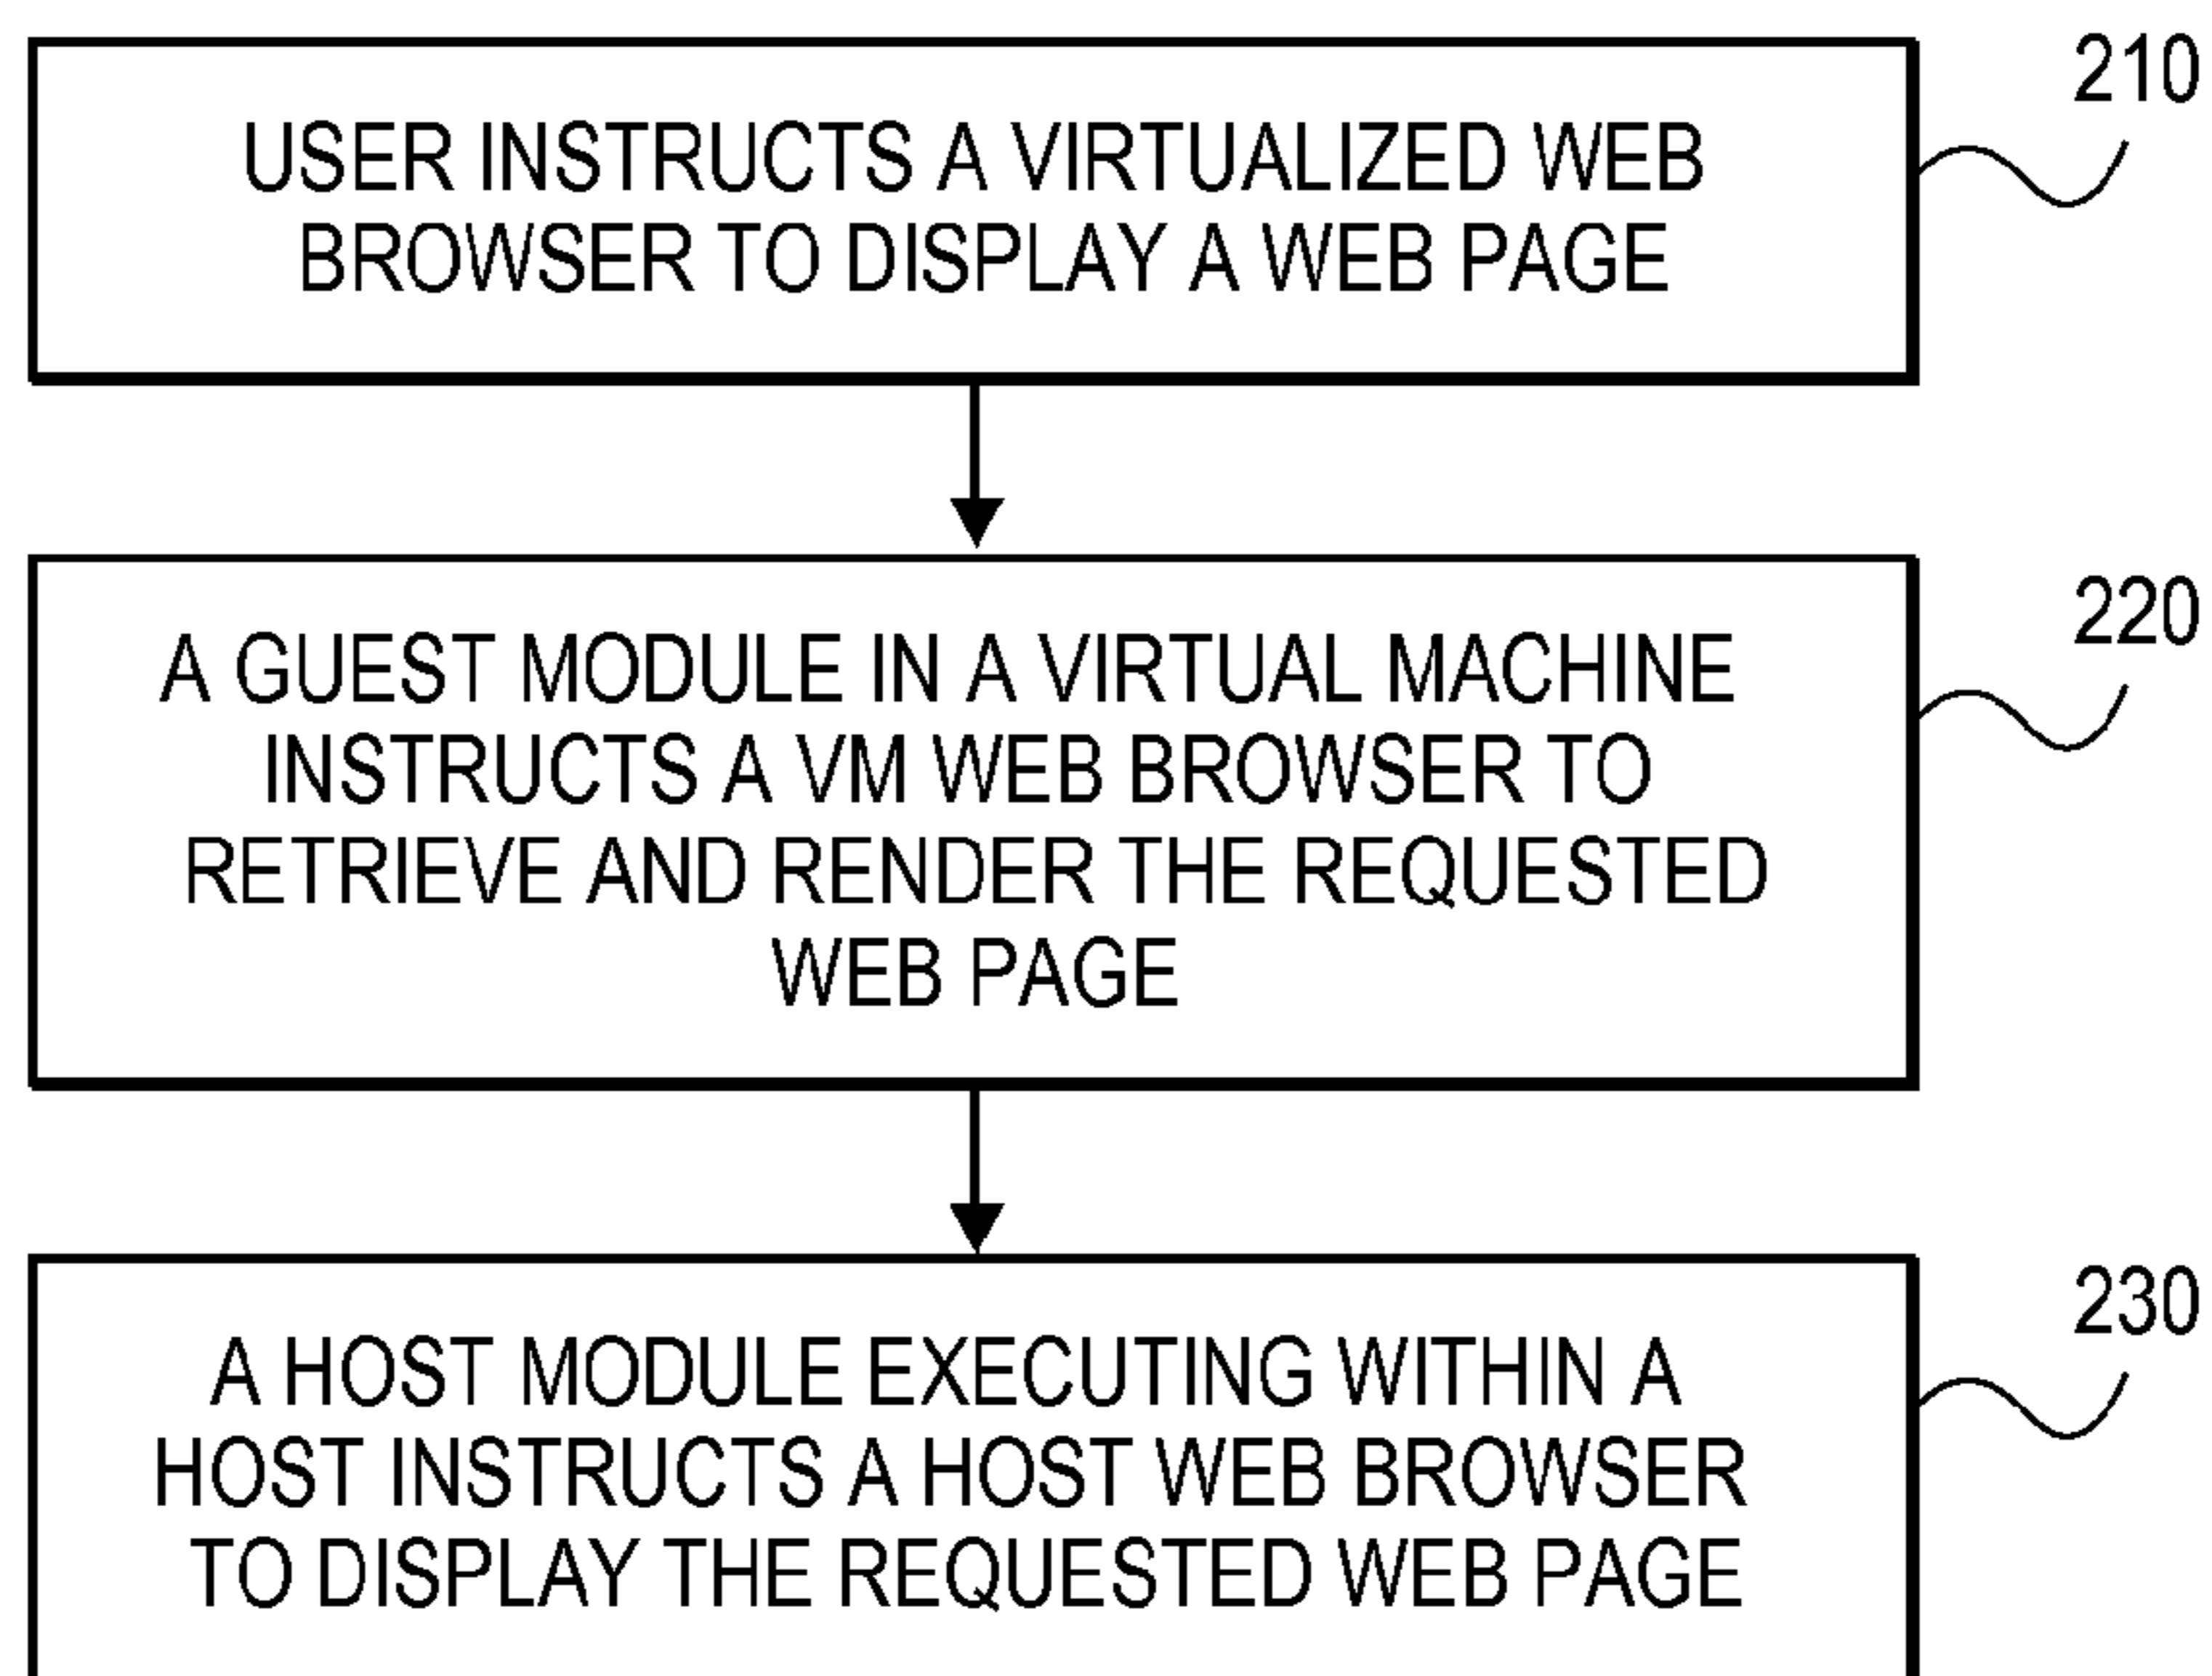 210
USER INSTRUCTS A VIRTUALIZED WEB
BROWSER TO DISPLAY A WEB PAGE
220
A GUEST MODULE IN A VIRTUAL MACHINE
INSTRUCTS A VM WEB BROWSER TO
RETRIEVE AND RENDER THE REQUESTED
WEB PAGE
230
A HOST MODULE EXECUTING WITHIN A
HOST INSTRUCTS A HOST WEB BROWSER
TO DISPLAY THE REQUESTED WEB PAGE